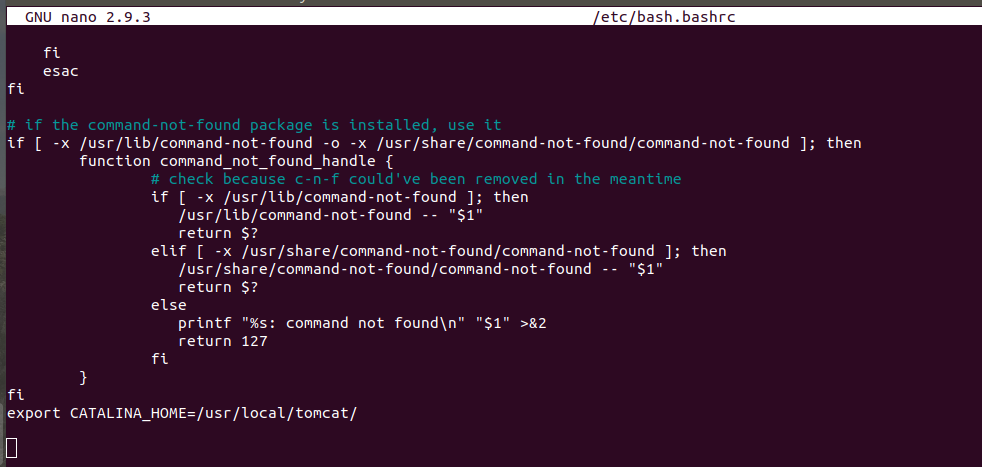 GNU nano 2.9.3 /etc/bash.bashrc
fi
esac
fi
# if the command-not-found package is installed, use it
if [ -x /usr/lib/command-not-found -o -x /usr/share/command-not-found/command-not-found ]; then
function command_not_found_handle {
# check because c-n-f could've been removed in the meantime
if [ -x /usr/lib/command-not-found ]; then
/usr/lib/command-not-found -- "$1"
return $?
elif [ -x /usr/share/command-not-found/command-not-found ]; then
/usr/share/command-not-found/command-not-found -- "$1"
return $?
else
printf "%s: command not found\n" "$1" >&2
return 127
fi
}
fi
export CATALINA_HOME=/usr/local/tomcat/